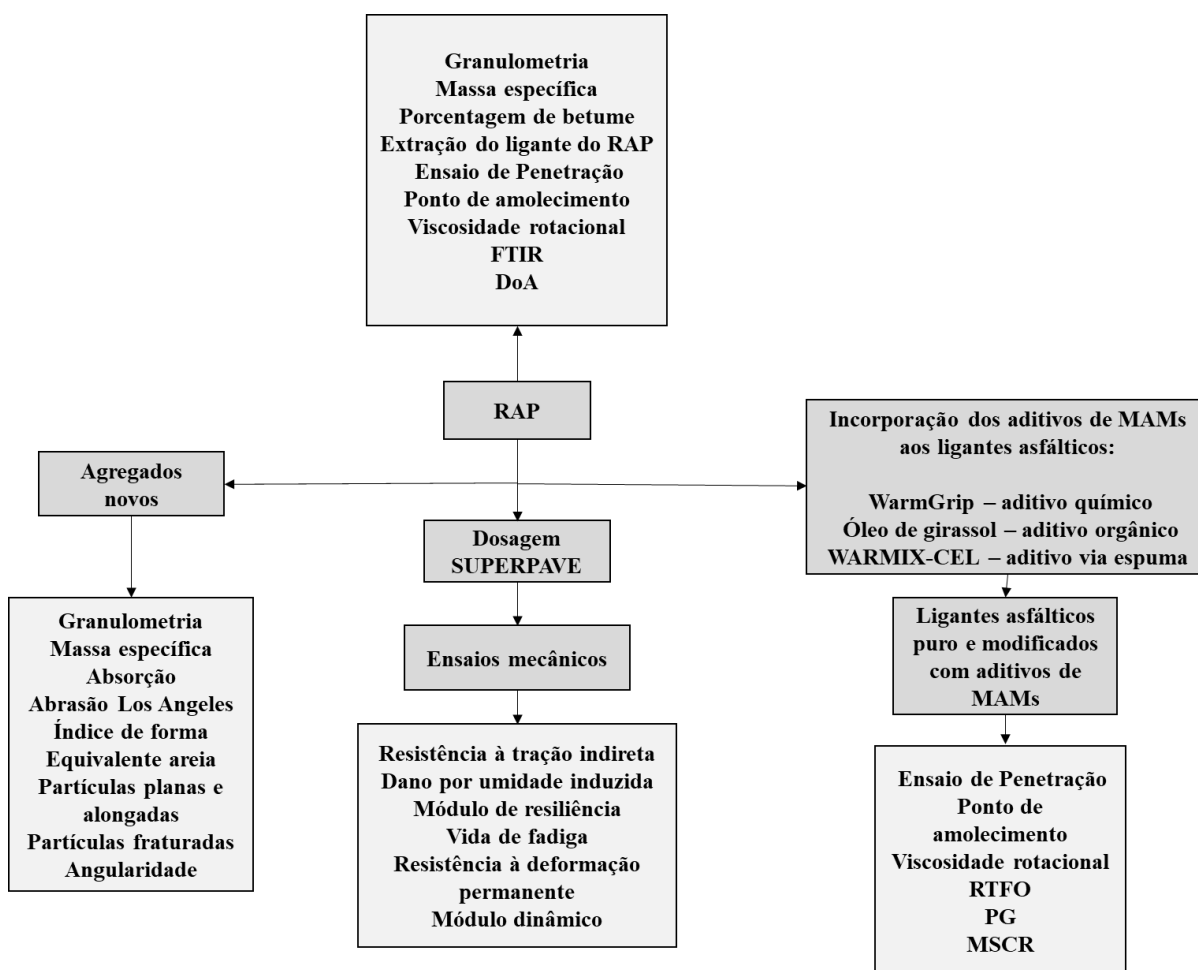 Granulometria
Massa específica
Porcentagem de betume
Extração do ligante do RAP
Ensaio de Penetração
Ponto de amolecimento
Viscosidade rotacional
FTIR
DoA
RAP
Agregados
novos
Dosagem
SUPERPAVE
Incorporação dos aditivos de MAMs
aos ligantes asfálticos:
WarmGrip – aditivo químico
Óleo de girassol – aditivo orgânico
WARMIX-CEL – aditivo via espuma
Granulometria
Massa específica
Absorção
Abrasão Los Angeles
Índice de forma
Equivalente areia
Partículas planas e
alongadas
Partículas fraturadas
Angularidade
Ensaios mecânicos
Resistência à tração indireta
Dano por umidade induzida
Módulo de resiliência
Vida de fadiga
Resistência à deformação
permanente
Módulo dinâmico
Ligantes asfálticos
puro e modificados
com aditivos de
MAMs
Ensaio de Penetração
Ponto de
amolecimento
Viscosidade rotacional
RTFO
PG
MSCR